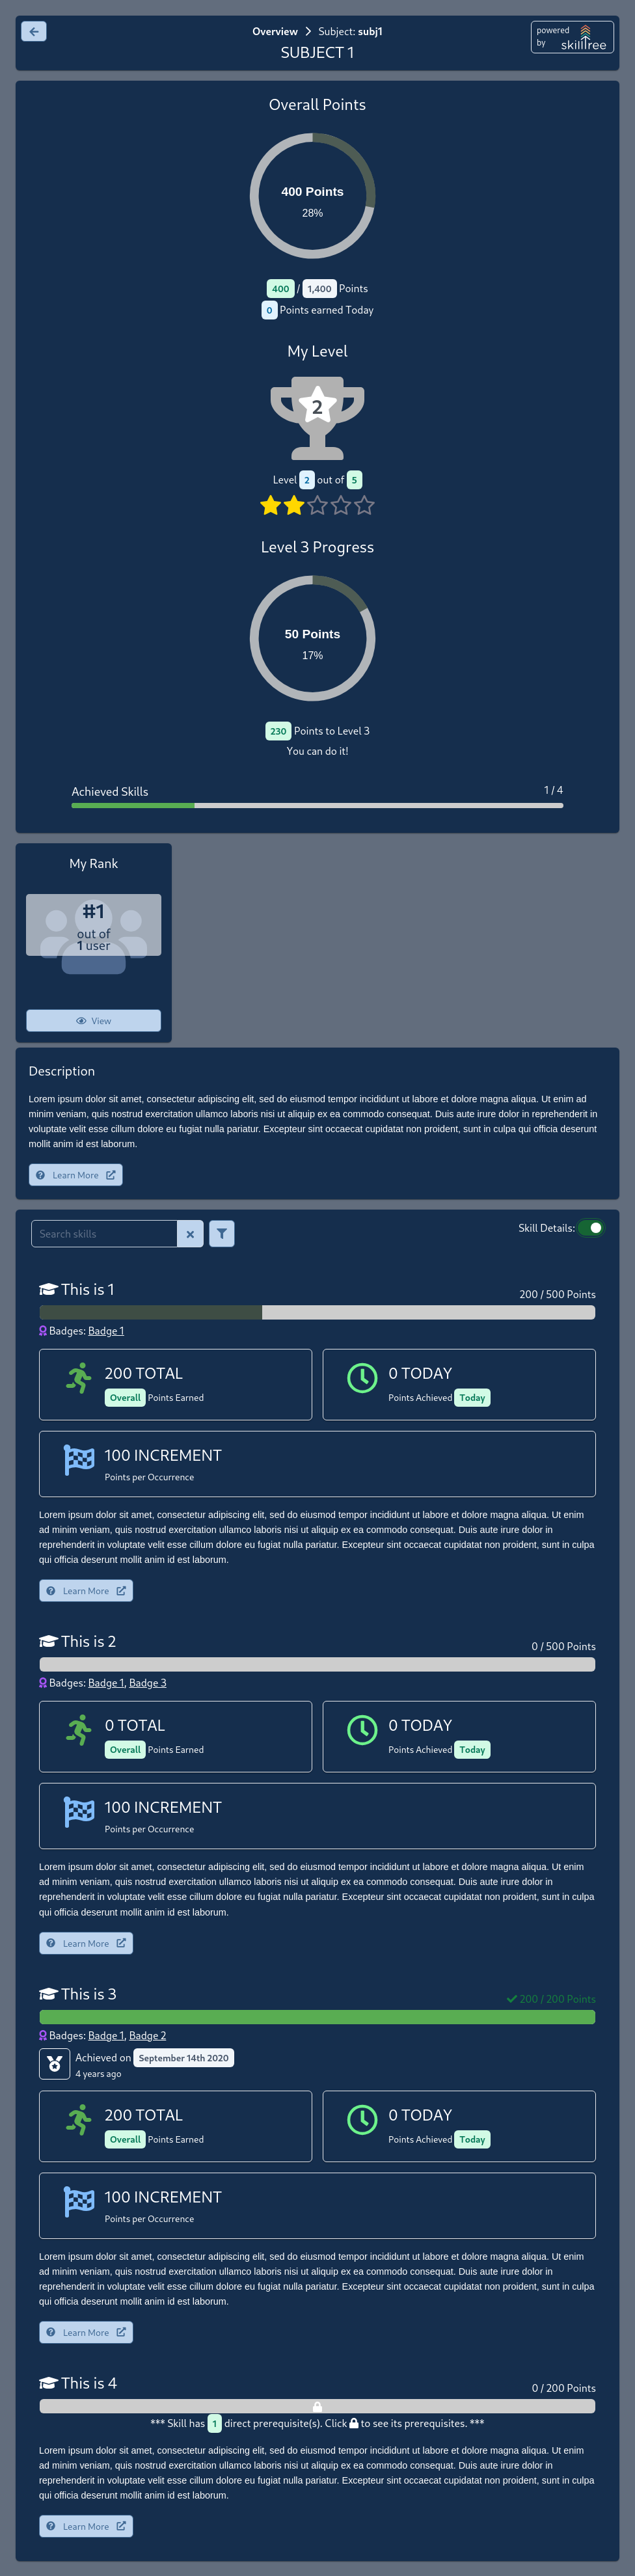 Overview > Subject: subj1
SUBJECT 1
powered
by skilltree
Overall Points
400 Points
28%
400 / 1,400 Points
0 Points earned Today
My Level
2
Level 2 out of 5
Level 3 Progress
50 Points
17%
230 Points to Level 3
You can do it!
Achieved Skills 1 / 4
My Rank
#1
out of
1 user
View
Description
Lorem ipsum dolor sit amet, consectetur adipiscing elit, sed do eiusmod tempor incididunt ut labore et dolore magna aliqua. Ut enim ad
minim veniam, quis nostrud exercitation ullamco laboris nisi ut aliquip ex ea commodo consequat. Duis aute irure dolor in reprehenderit in
voluptate velit esse cillum dolore eu fugiat nulla pariatur. Excepteur sint occaecat cupidatat non proident, sunt in culpa qui officia deserunt
mollit anim id est laborum.
Learn More
Search skills
Skill Details:
This is 1
200 / 500 Points
Badges: Badge 1
200 TOTAL
Overall Points Earned
0 TODAY
Points Achieved Today
100 INCREMENT
Points per Occurrence
Lorem ipsum dolor sit amet, consectetur adipiscing elit, sed do eiusmod tempor incididunt ut labore et dolore magna aliqua. Ut enim
ad minim veniam, quis nostrud exercitation ullamco laboris nisi ut aliquip ex ea commodo consequat. Duis aute irure dolor in
reprehenderit in voluptate velit esse cillum dolore eu fugiat nulla pariatur. Excepteur sint occaecat cupidatat non proident, sunt in culpa
qui officia deserunt mollit anim id est laborum.
Learn More
This is 2
0 / 500 Points
Badges: Badge 1, Badge 3
0 TOTAL
Overall Points Earned
0 TODAY
Points Achieved Today
100 INCREMENT
Points per Occurrence
Lorem ipsum dolor sit amet, consectetur adipiscing elit, sed do eiusmod tempor incididunt ut labore et dolore magna aliqua. Ut enim
ad minim veniam, quis nostrud exercitation ullamco laboris nisi ut aliquip ex ea commodo consequat. Duis aute irure dolor in
reprehenderit in voluptate velit esse cillum dolore eu fugiat nulla pariatur. Excepteur sint occaecat cupidatat non proident, sunt in culpa
qui officia deserunt mollit anim id est laborum.
Learn More
This is 3
200 / 200 Points
Badges: Badge 1, Badge 2
Achieved on September 14th 2020
4 years ago
200 TOTAL
Overall Points Earned
0 TODAY
Points Achieved Today
100 INCREMENT
Points per Occurrence
Lorem ipsum dolor sit amet, consectetur adipiscing elit, sed do eiusmod tempor incididunt ut labore et dolore magna aliqua. Ut enim
ad minim veniam, quis nostrud exercitation ullamco laboris nisi ut aliquip ex ea commodo consequat. Duis aute irure dolor in
reprehenderit in voluptate velit esse cillum dolore eu fugiat nulla pariatur. Excepteur sint occaecat cupidatat non proident, sunt in culpa
qui officia deserunt mollit anim id est laborum.
Learn More
This is 4
0 / 200 Points
*** Skill has 1 direct prerequisite(s). Click to see its prerequisites. ***
Lorem ipsum dolor sit amet, consectetur adipiscing elit, sed do eiusmod tempor incididunt ut labore et dolore magna aliqua. Ut enim
ad minim veniam, quis nostrud exercitation ullamco laboris nisi ut aliquip ex ea commodo consequat. Duis aute irure dolor in
reprehenderit in voluptate velit esse cillum dolore eu fugiat nulla pariatur. Excepteur sint occaecat cupidatat non proident, sunt in culpa
qui officia deserunt mollit anim id est laborum.
Learn More